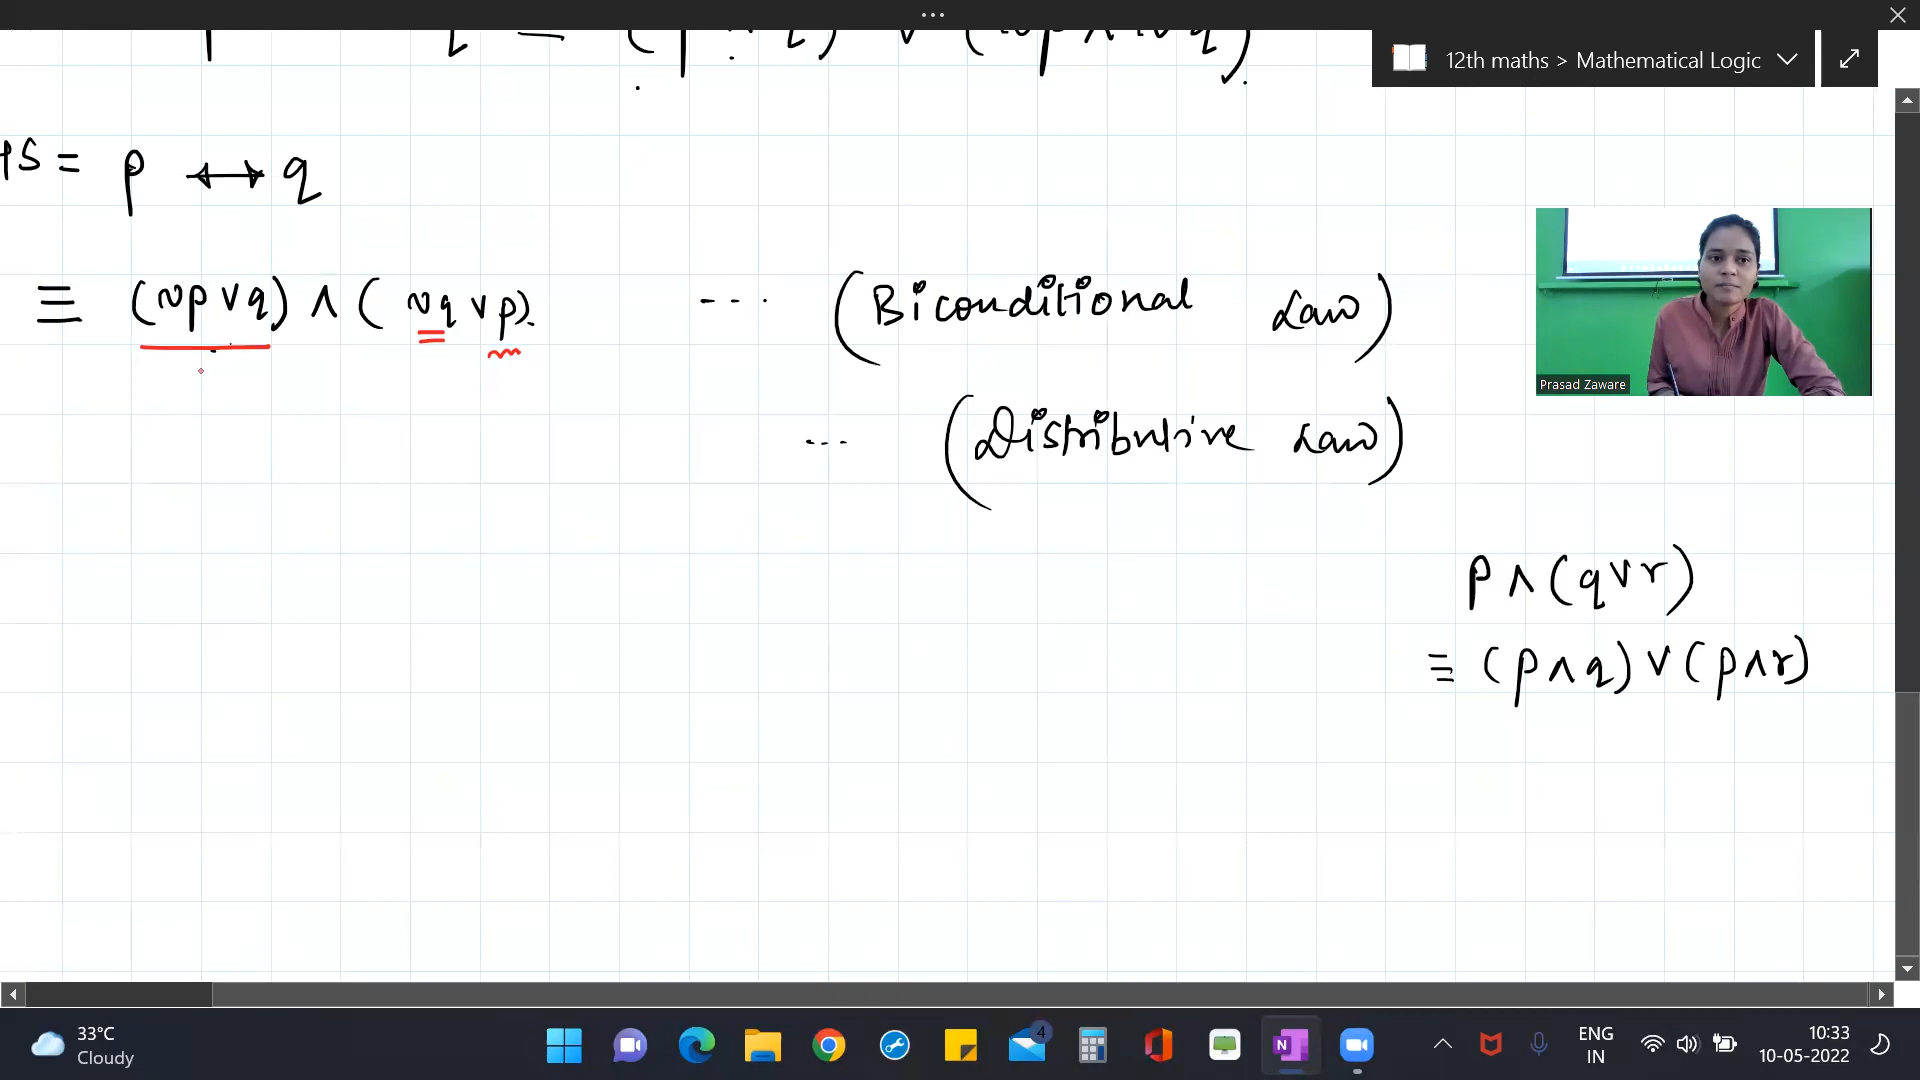 p q ≡ (p ∧ q) ∨ (~p ∧ ~q).
12th maths > Mathematical Logic
HS = p ↔ q
≡ (~p ∨ q) ∧ (~q ∨ p). --- (Biconditional Law)
Prasad Zaware
--- (Distributive Law)
p ∧ (q ∨ r)
≡ (p ∧ q) ∨ (p ∧ r)
33°C
Cloudy
4
ENG
IN
10:33
10-05-2022